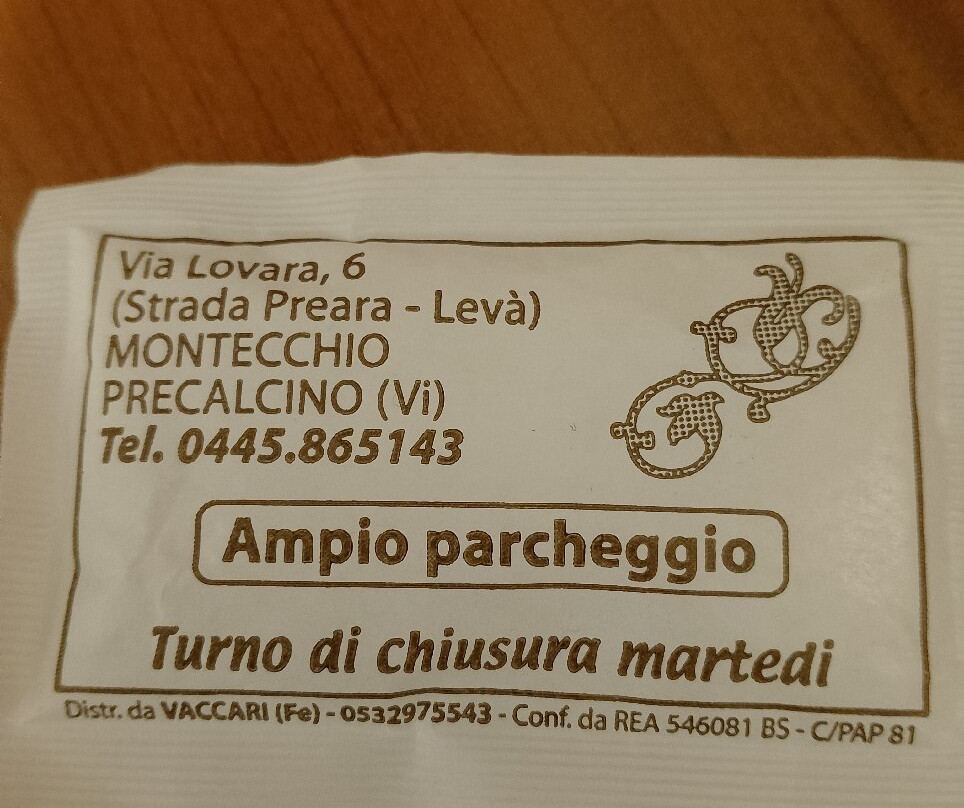 Via Lovara, 6
(Strada Preara - Levà)
MONTECCHIO
PRECALCINO (Vi)
Tel. 0445.865143
Ampio parcheggio
Turno di chiusura martedi
Distr. da VACCARI (Fe) - 0532975543 - Conf. da REA 546081 BS - C/PAP 81